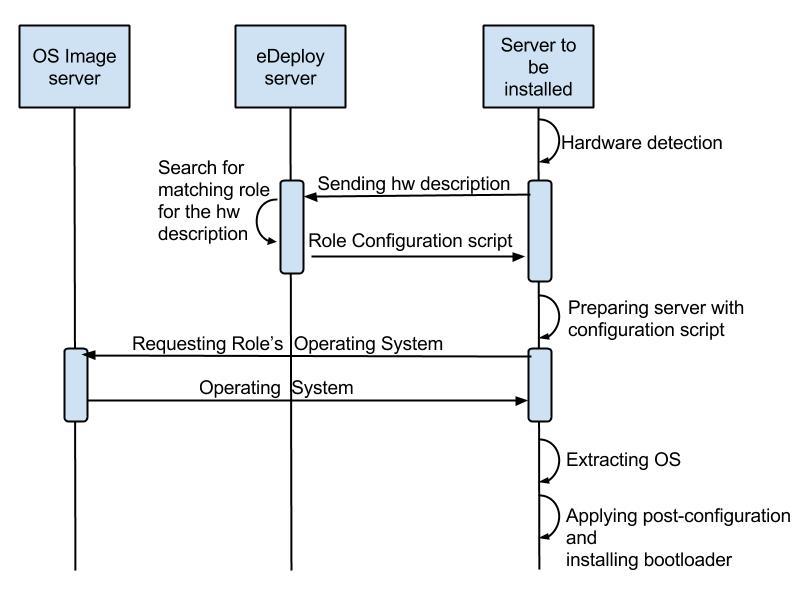 OS Image
server
eDeploy
server
Server to
be
installed
Hardware detection
Search for
matching role
for the hw
description
Sending hw description
Role Configuration script
Preparing server with
configuration script
Requesting Role's Operating System
Operating System
Extracting OS
Applying post-configuration
and
installing bootloader